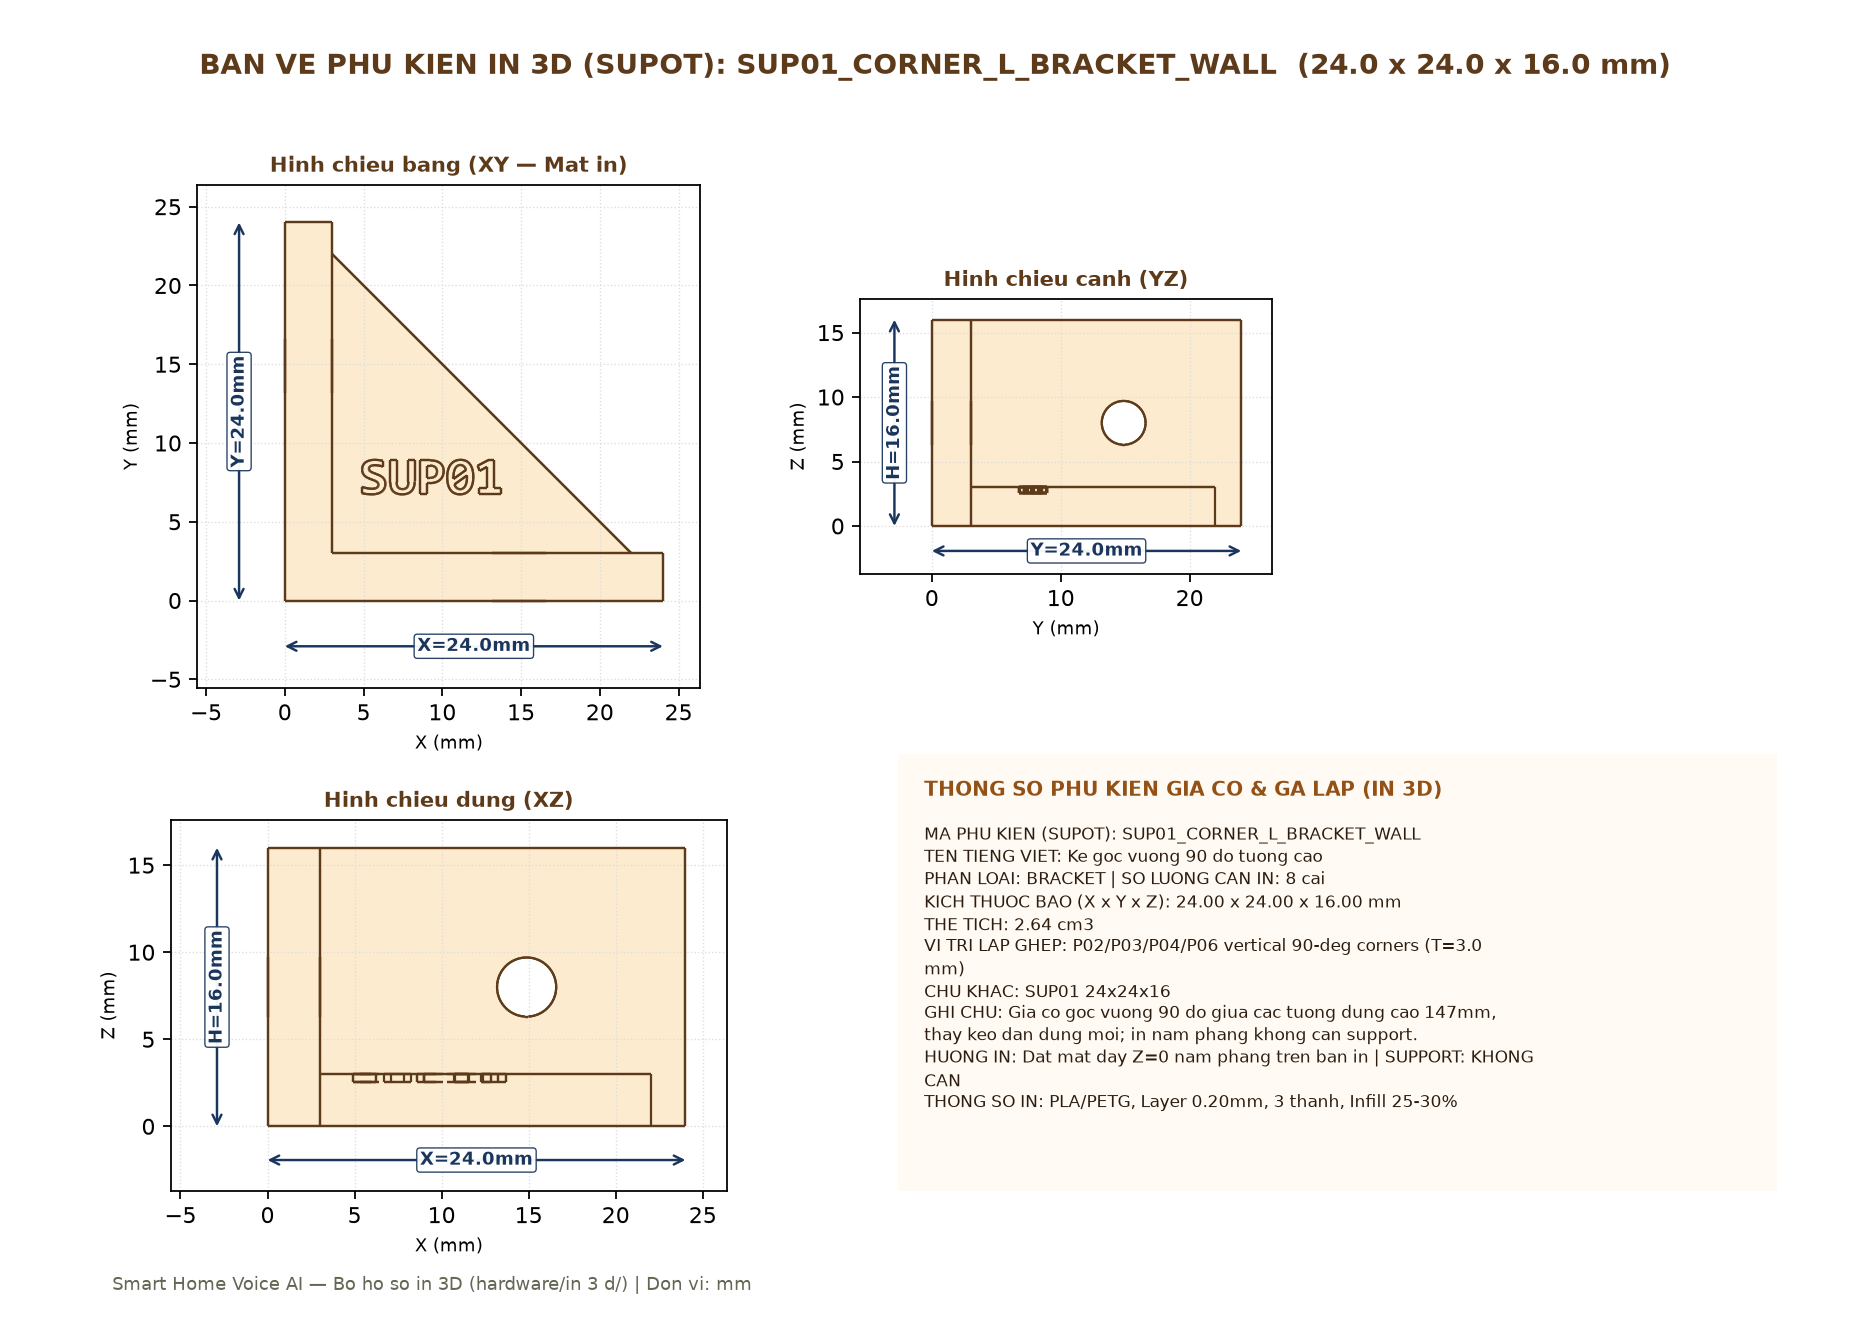 BAN VE PHU KIEN IN 3D (SUPOT): SUP01_CORNER_L_BRACKET_WALL (24.0 x 24.0 x 16.0 mm)
Hinh chieu bang (XY — Mat in)
25
20
15
10
5
0
−5
Y (mm)
Y=24.0mm
SUP01
X=24.0mm
−5 0 5 10 15 20 25
X (mm)
Hinh chieu canh (YZ)
15
10
5
0
Z (mm)
H=16.0mm
Y=24.0mm
0 10 20
Y (mm)
Hinh chieu dung (XZ)
15
10
5
0
Z (mm)
H=16.0mm
X=24.0mm
−5 0 5 10 15 20 25
X (mm)
THONG SO PHU KIEN GIA CO & GA LAP (IN 3D)
MA PHU KIEN (SUPOT): SUP01_CORNER_L_BRACKET_WALL
TEN TIENG VIET: Ke goc vuong 90 do tuong cao
PHAN LOAI: BRACKET | SO LUONG CAN IN: 8 cai
KICH THUOC BAO (X x Y x Z): 24.00 x 24.00 x 16.00 mm
THE TICH: 2.64 cm3
VI TRI LAP GHEP: P02/P03/P04/P06 vertical 90-deg corners (T=3.0
mm)
CHU KHAC: SUP01 24x24x16
GHI CHU: Gia co goc vuong 90 do giua cac tuong dung cao 147mm,
thay keo dan dung moi; in nam phang khong can support.
HUONG IN: Dat mat day Z=0 nam phang tren ban in | SUPPORT: KHONG
CAN
THONG SO IN: PLA/PETG, Layer 0.20mm, 3 thanh, Infill 25-30%
Smart Home Voice AI — Bo ho so in 3D (hardware/in 3 d/) | Don vi: mm